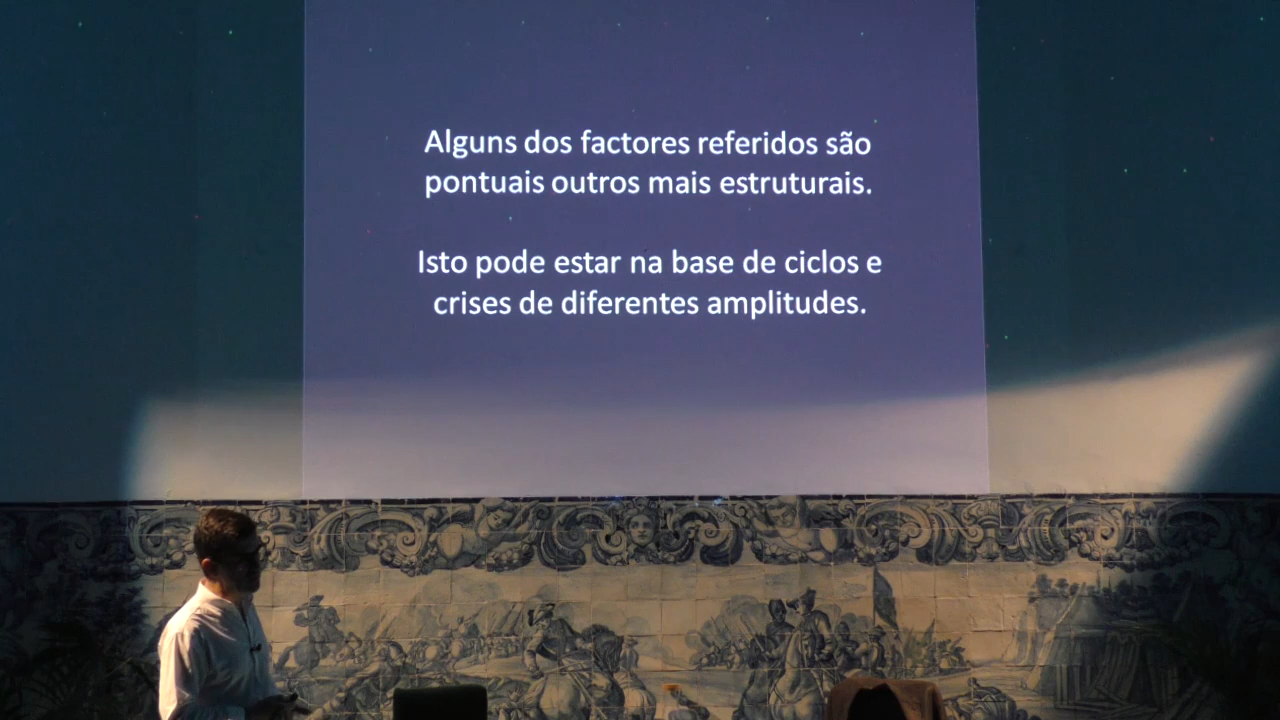 Alguns dos factores referidos são
pontuais outros mais estruturais.
Isto pode estar na base de ciclos e
crises de diferentes amplitudes.